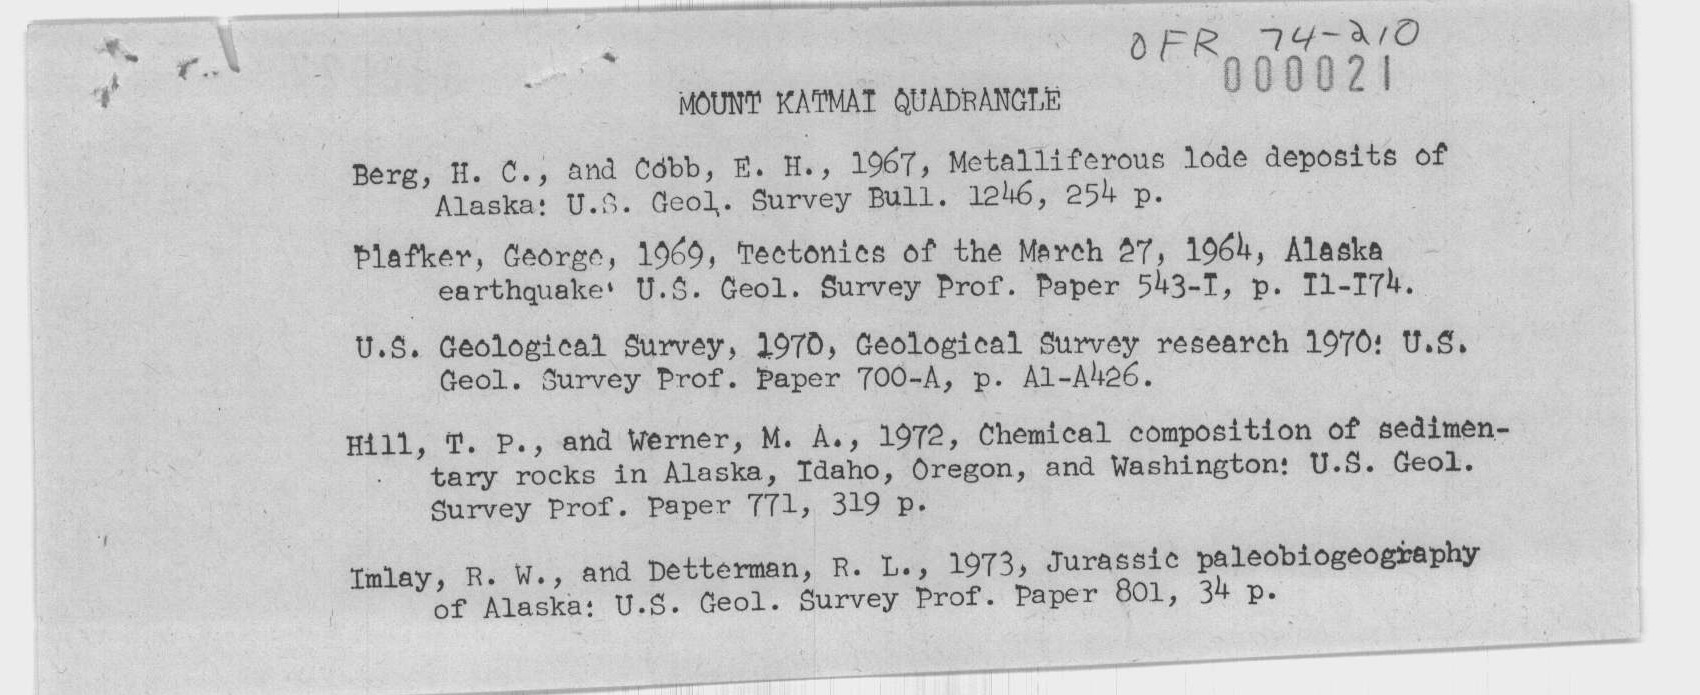 OFR 74-210
000021
MOUNT KATMAI QUADRANGLE
Berg, H. C., and Cobb, E. H., 1967, Metalliferous lode deposits of
Alaska: U.S. Geol. Survey Bull. 1246, 254 p.
Plafker, George, 1969, Tectonics of the March 27, 1964, Alaska
earthquake: U.S. Geol. Survey Prof. Paper 543-I, p. I1-I74.
U.S. Geological Survey, 1970, Geological Survey research 1970: U.S.
Geol. Survey Prof. Paper 700-A, p. A1-A426.
Hill, T. P., and Werner, M. A., 1972, Chemical composition of sedimen-
tary rocks in Alaska, Idaho, Oregon, and Washington: U.S. Geol.
Survey Prof. Paper 771, 319 p.
Imlay, R. W., and Detterman, R. L., 1973, Jurassic paleobiogeography
of Alaska: U.S. Geol. Survey Prof. Paper 801, 34 p.